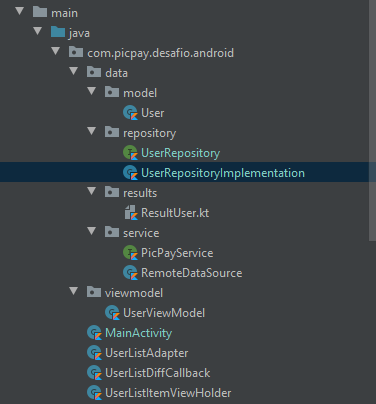 main
java
com.picpay.desafio.android
data
model
User
repository
UserRepository
UserRepositoryImplementation
results
ResultUser.kt
service
PicPayService
RemoteDataSource
viewmodel
UserViewModel
MainActivity
UserListAdapter
UserListDiffCallback
UserListItemViewHolder